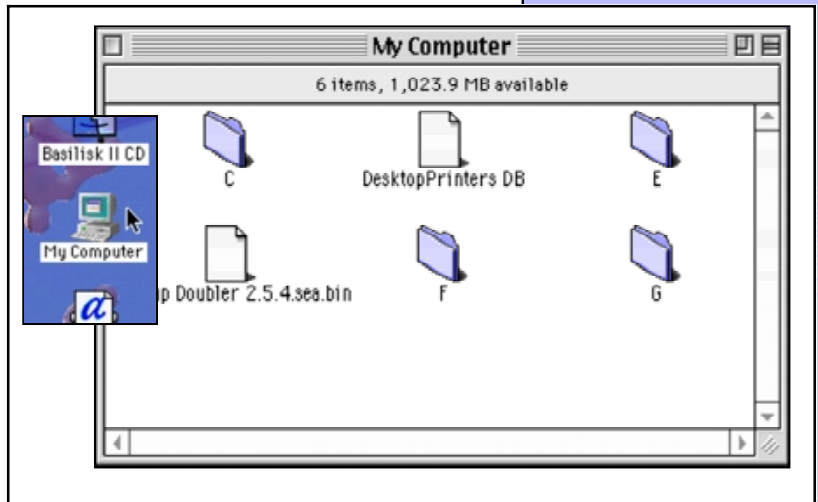 My Computer
6 items, 1,023.9 MB available
C
DesktopPrinters DB
E
Doubler 2.5.4.sea.bin
F
G
Basilisk II CD
My Computer
a